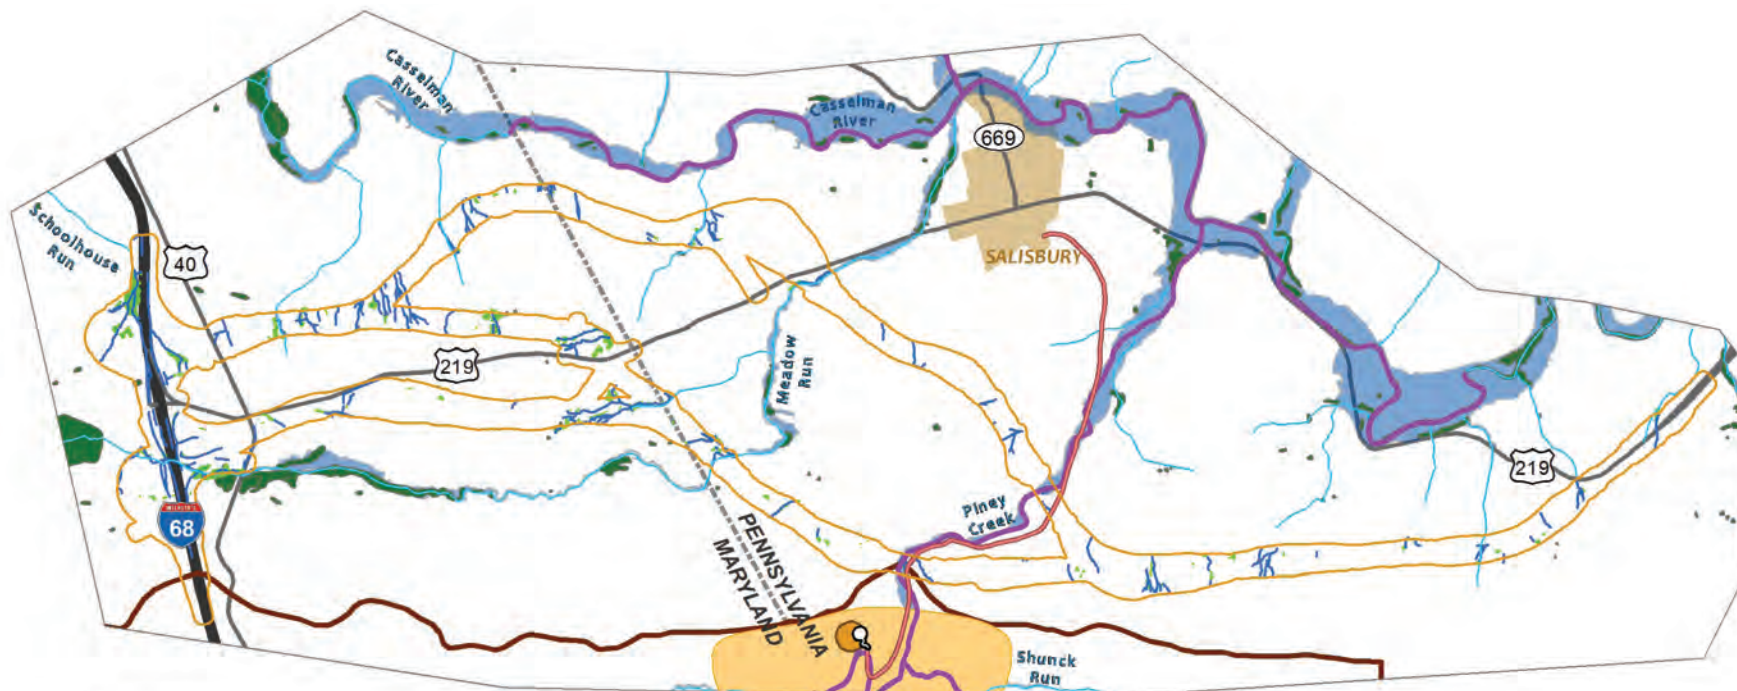 Casselman
River
Casselman
River
669
Schoolhouse
Run
40
SALISBURY
219
Meadow
Run
219
68
Piney
Creek
PENNSYLVANIA
MARYLAND
Shunck
Run